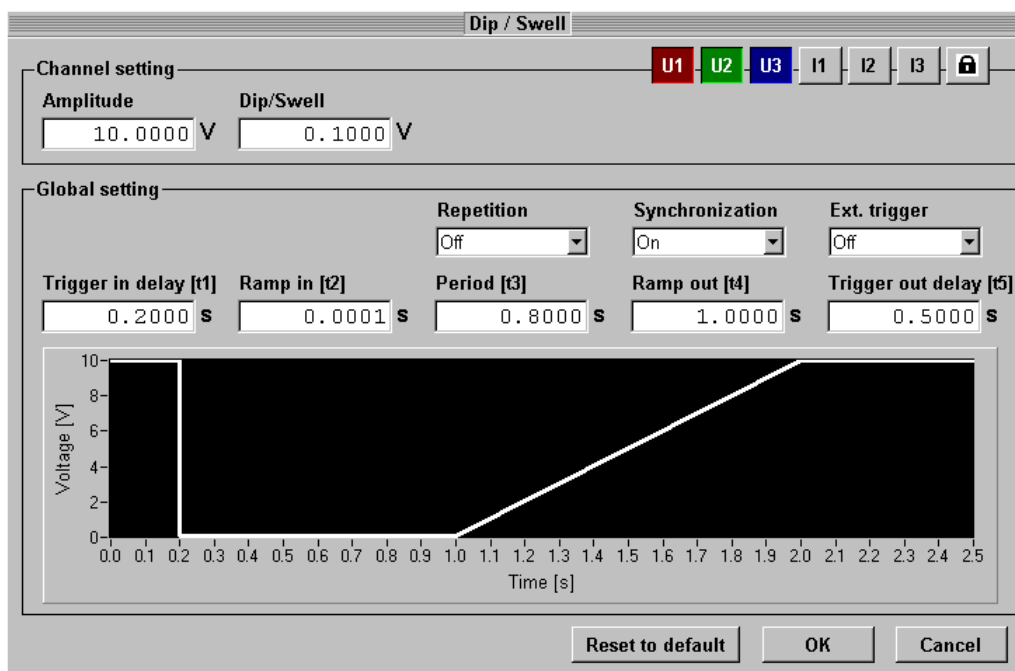 Dip / Swell
Channel setting U1 U2 U3 I1 I2 I3
Amplitude Dip/Swell
10.0000 V 0.1000 V
Global setting
Repetition Synchronization Ext. trigger
Off On Off
Trigger in delay [t1] Ramp in [t2] Period [t3] Ramp out [t4] Trigger out delay [t5]
0.2000 s 0.0001 s 0.8000 s 1.0000 s 0.5000 s
10
8
6
4
2
0
Voltage [V]
0.0 0.1 0.2 0.3 0.4 0.5 0.6 0.7 0.8 0.9 1.0 1.1 1.2 1.3 1.4 1.5 1.6 1.7 1.8 1.9 2.0 2.1 2.2 2.3 2.4 2.5
Time [s]
Reset to default OK Cancel